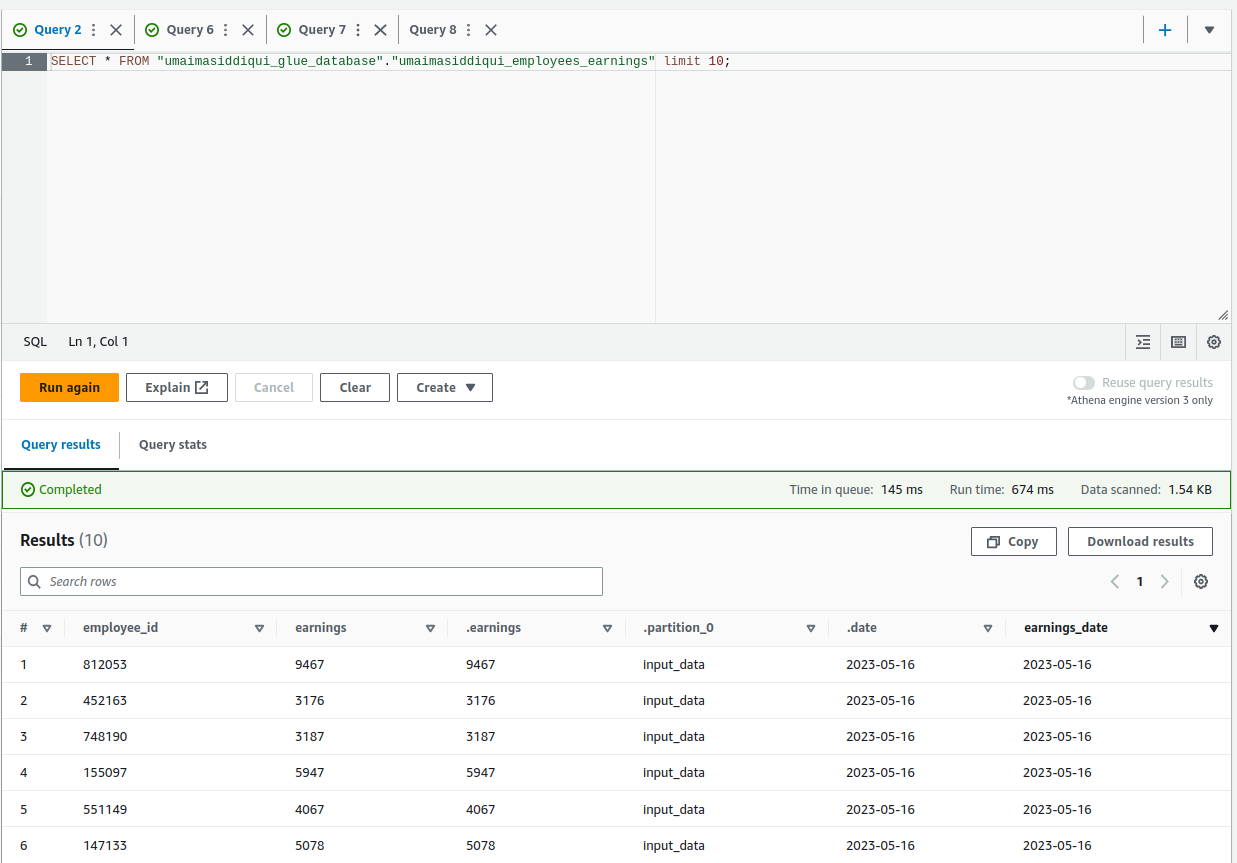 Query 2 Query 6 Query 7 Query 8
1 SELECT * FROM "umaimasiddiqui_glue_database"."umaimasiddiqui_employees_earnings" limit 10;
SQL Ln 1, Col 1
Run again Explain Cancel Clear Create Reuse query results
*Athena engine version 3 only
Query results Query stats
Completed Time in queue: 145 ms Run time: 674 ms Data scanned: 1.54 KB
Results (10) Copy Download results
Search rows 1
# employee_id earnings .earnings .partition_0 .date earnings_date
1 812053 9467 9467 input_data 2023-05-16 2023-05-16
2 452163 3176 3176 input_data 2023-05-16 2023-05-16
3 748190 3187 3187 input_data 2023-05-16 2023-05-16
4 155097 5947 5947 input_data 2023-05-16 2023-05-16
5 551149 4067 4067 input_data 2023-05-16 2023-05-16
6 147133 5078 5078 input_data 2023-05-16 2023-05-16